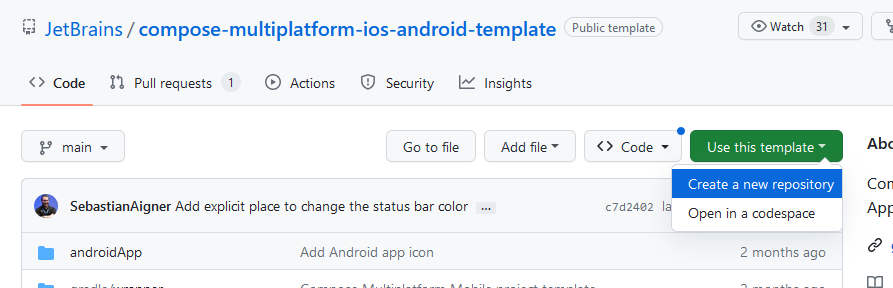 JetBrains / compose-multiplatform-ios-android-template Public template Watch 31
Code Pull requests 1 Actions Security Insights
main Go to file Add file Code Use this template Abo
Create a new repository
Open in a codespace
Com
App
SebastianAigner Add explicit place to change the status bar color ... c7d2402 la
androidApp Add Android app icon 2 months ago
gradle/wrapper Compose Multiplatform Mobile project template 2 months ago